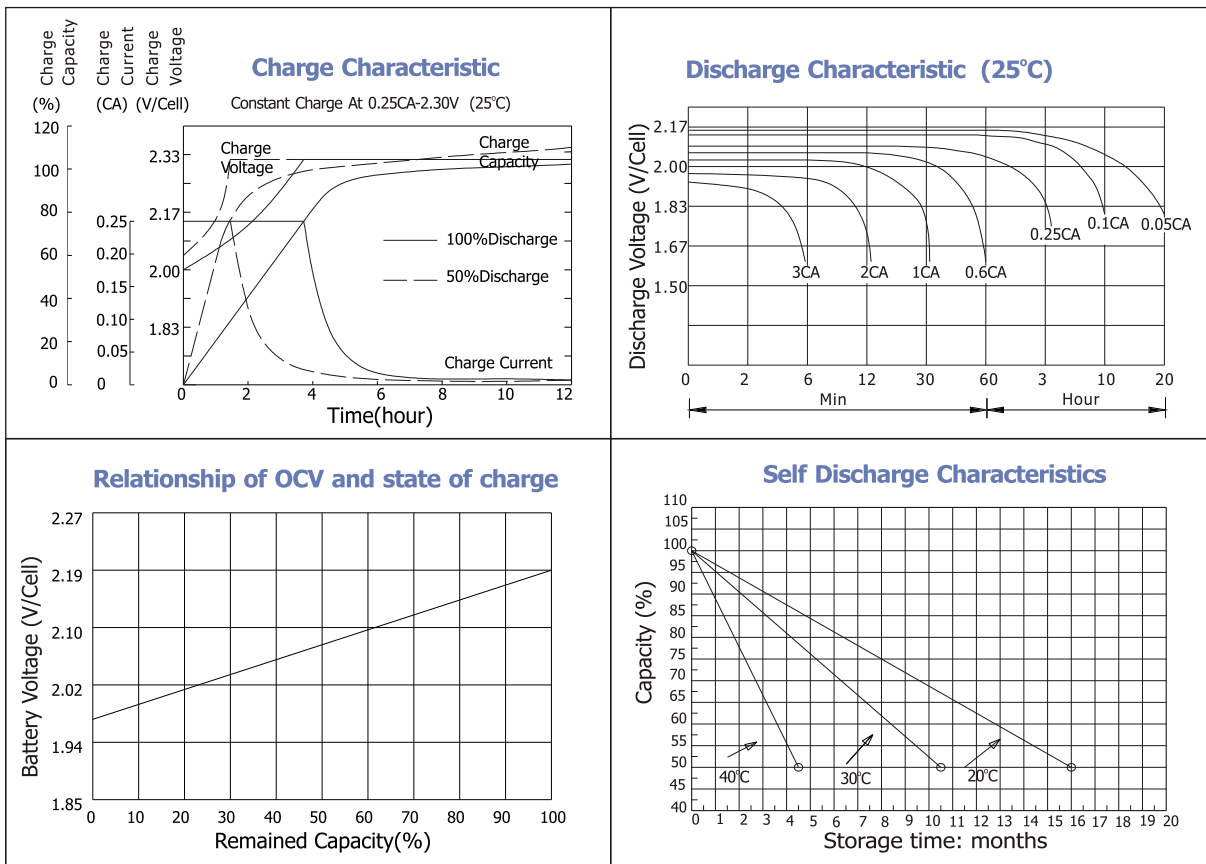 Charge Capacity
Charge Current
Charge Voltage
(%) (CA) (V/Cell)
Charge Characteristic
Constant Charge At 0.25CA-2.30V (25°C)
120
100
80
60
40
20
0
0.25
0.20
0.15
0.10
0.05
0
2.33
2.17
2.00
1.83
Charge
Voltage
Charge
Capacity
100%Discharge
50%Discharge
Charge Current
0 2 4 6 8 10 12
Time(hour)
Discharge Characteristic (25°C)
Discharge Voltage (V/Cell)
2.17
2.00
1.83
1.67
1.50
3CA 2CA 1CA 0.6CA 0.25CA 0.1CA 0.05CA
0 2 6 12 30 60 3 10 20
Min Hour
Relationship of OCV and state of charge
Battery Voltage (V/Cell)
2.27
2.19
2.10
2.02
1.94
1.85
0 10 20 30 40 50 60 70 80 90 100
Remained Capacity(%)
Self Discharge Characteristics
Capacity (%)
110
105
100
95
90
85
80
75
70
65
60
55
50
45
40
40°C 30°C 20°C
0 1 2 3 4 5 6 7 8 9 10 11 12 13 14 15 16 17 18 19 20
Storage time: months